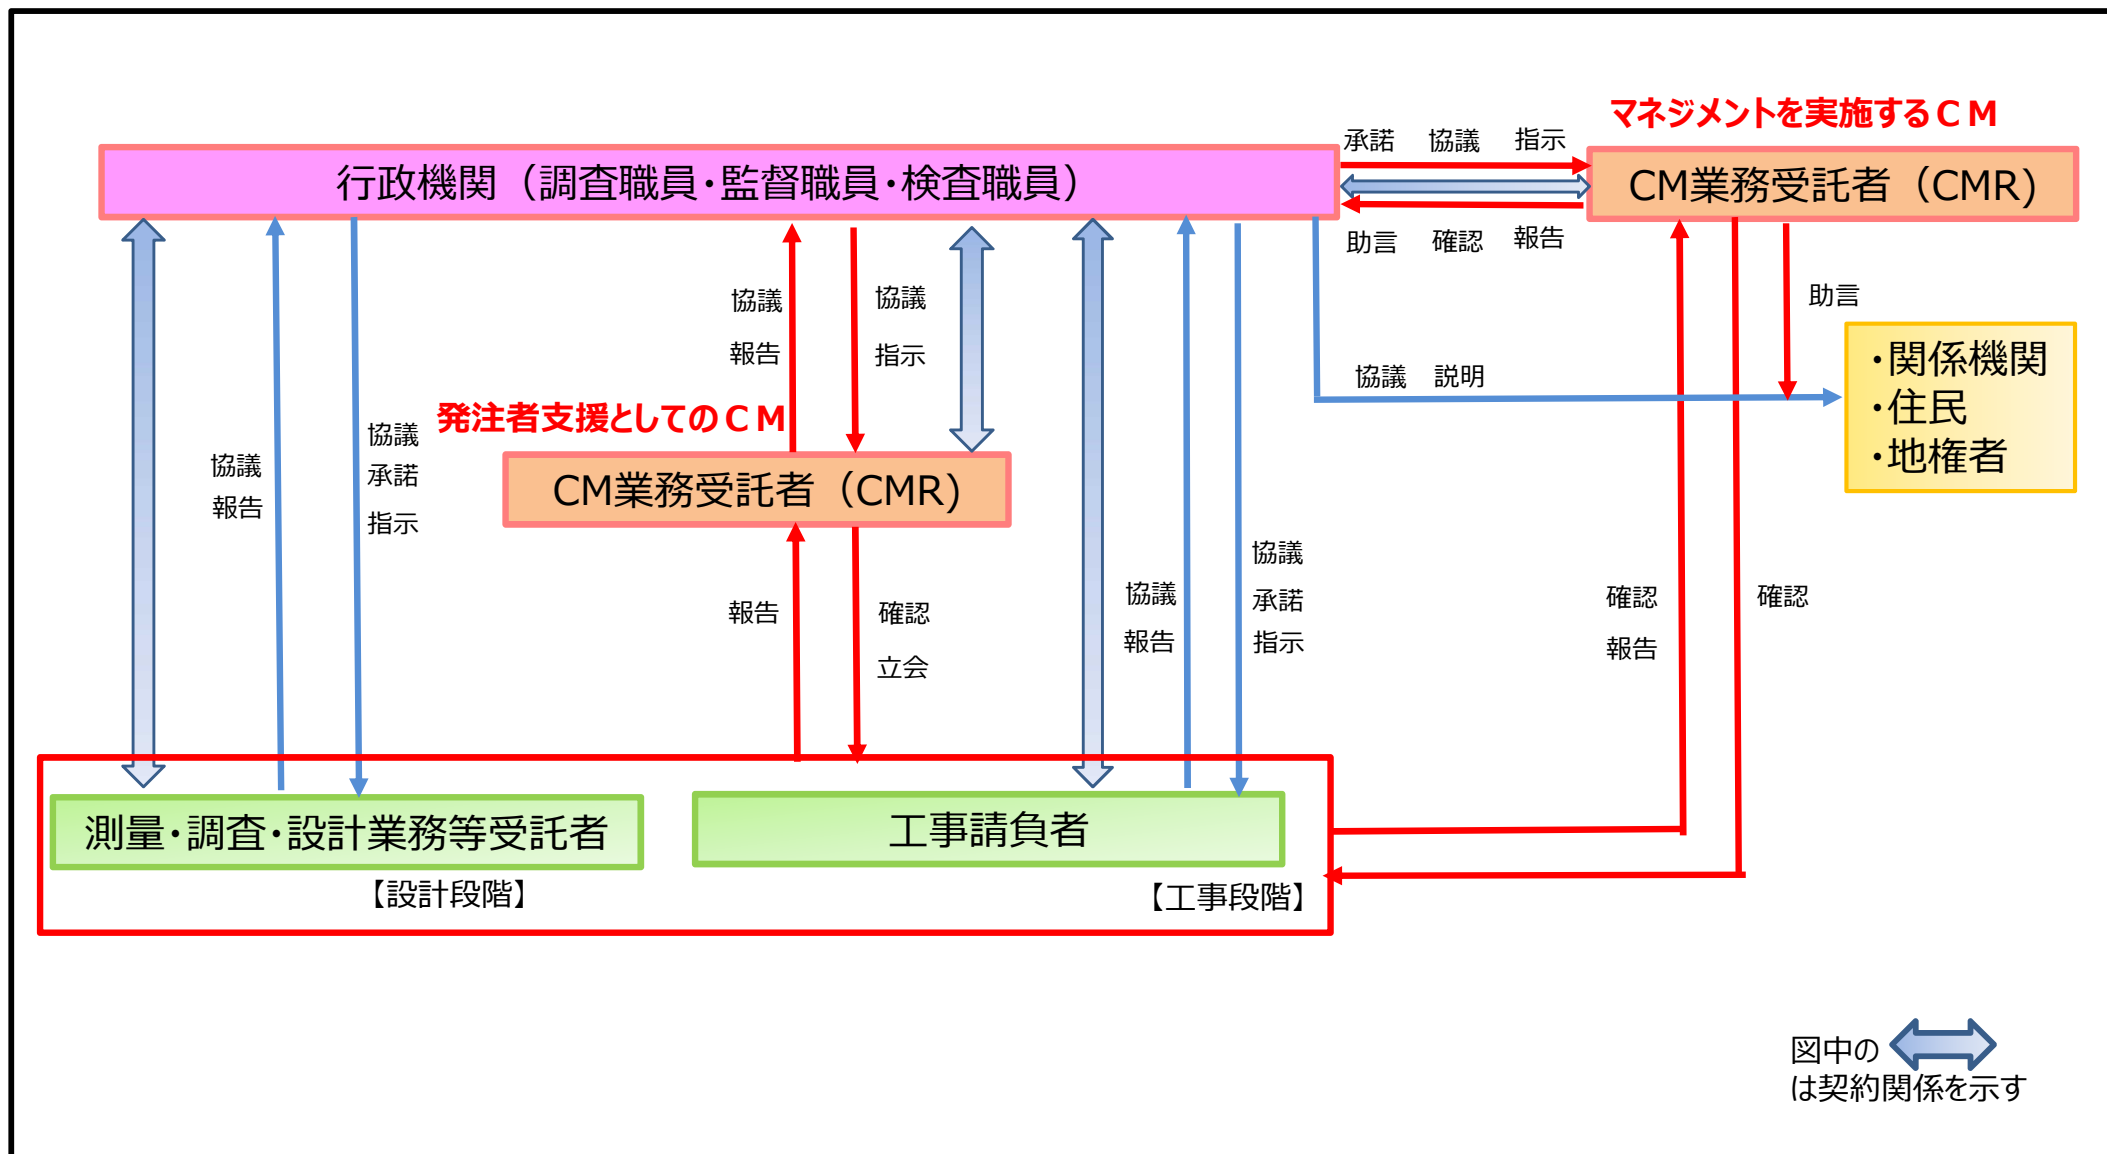 マネジメントを実施するＣＭ
承諾 協議 指示
行政機関（調査職員・監督職員・検査職員）
CM業務受託者（CMR)
助言 確認 報告
協議
報告
協議
指示
助言
・関係機関
・住民
・地権者
協議 説明
発注者支援としてのＣＭ
CM業務受託者（CMR)
協議
報告
協議
承諾
指示
報告
確認
立会
協議
報告
協議
承諾
指示
確認
報告
確認
測量・調査・設計業務等受託者
工事請負者
【設計段階】
【工事段階】
図中の
は契約関係を示す